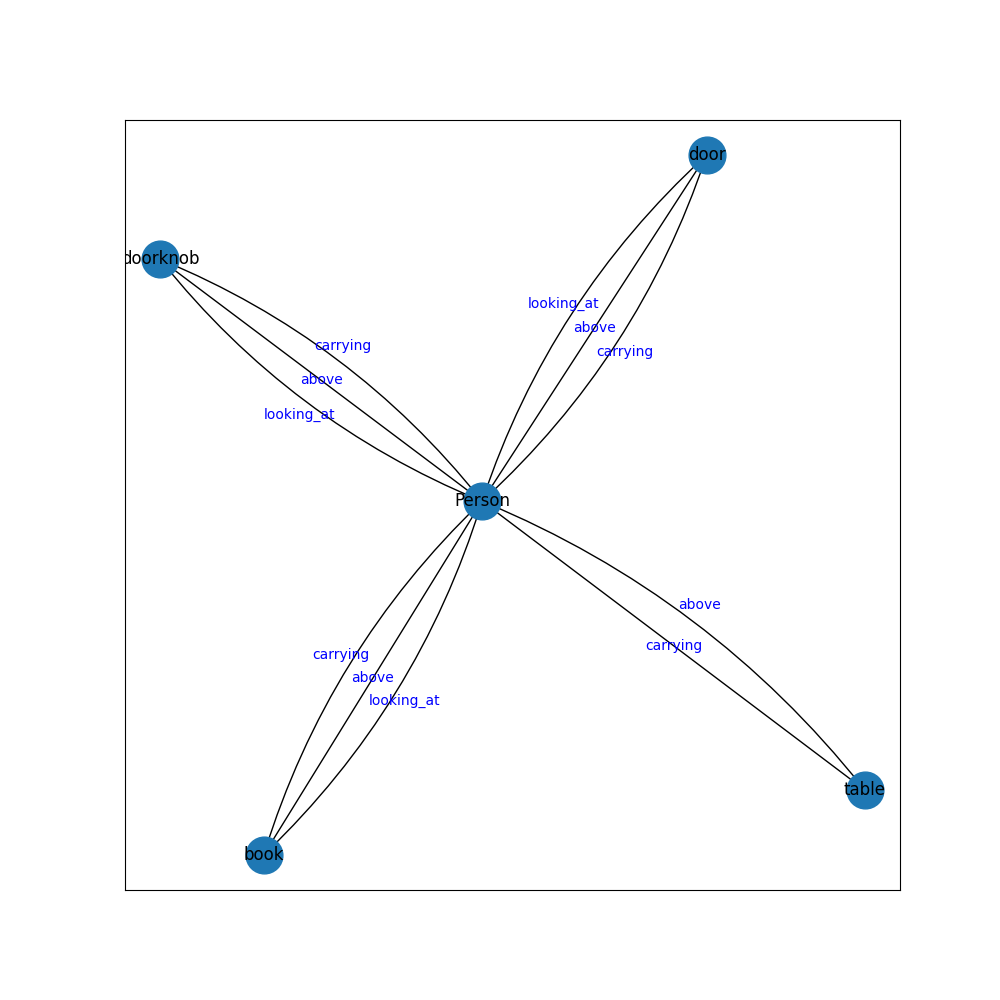 door
doorknob
looking_at
above
carrying
carrying
above
looking_at
Person
above
carrying
carrying
above
looking_at
table
book